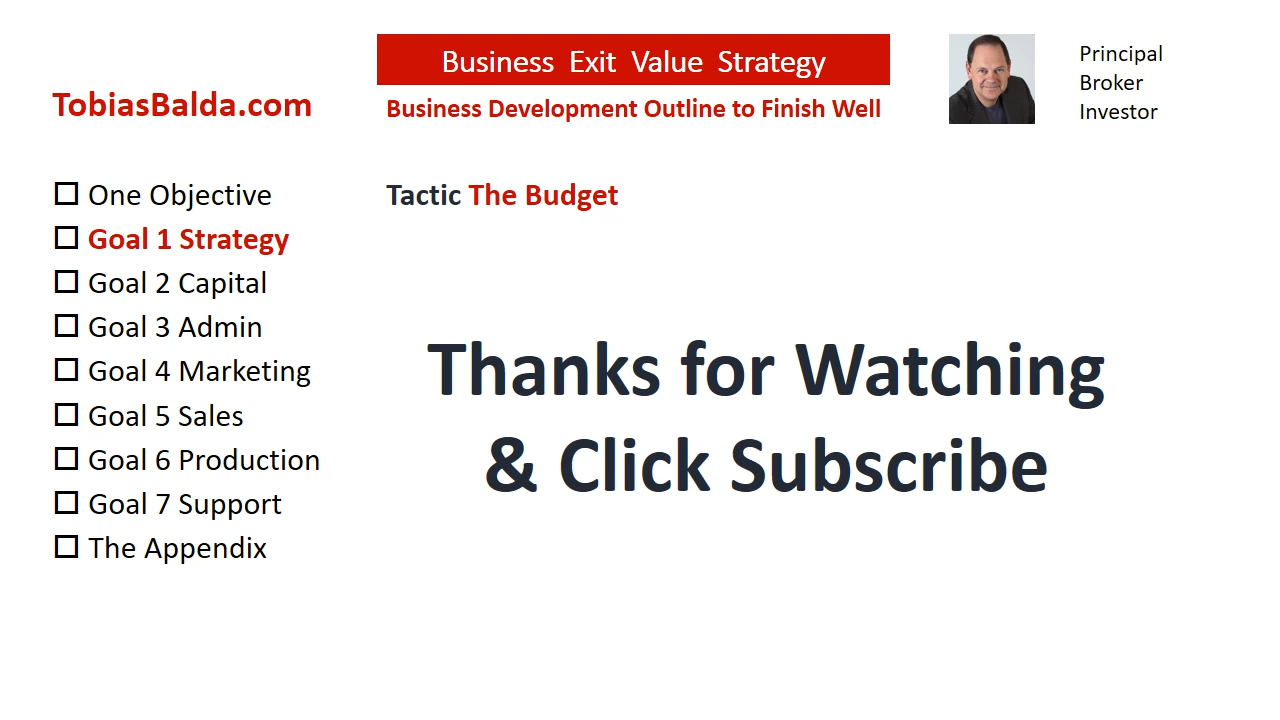 TobiasBalda.com
Business Exit Value Strategy
Business Development Outline to Finish Well
Principal
Broker
Investor
One Objective
Goal 1 Strategy
Goal 2 Capital
Goal 3 Admin
Goal 4 Marketing
Goal 5 Sales
Goal 6 Production
Goal 7 Support
The Appendix
Tactic The Budget
Thanks for Watching
& Click Subscribe